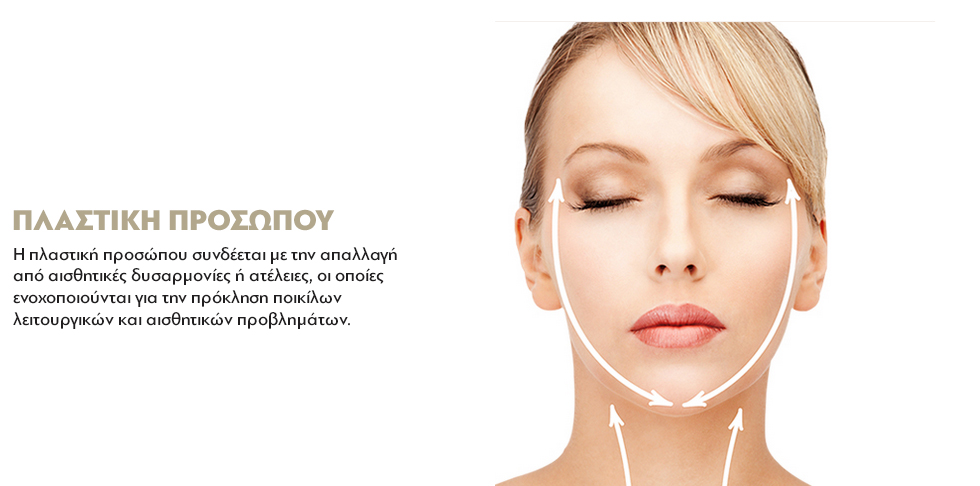 ΠΛΑΣΤΙΚΗ ΠΡΟΣΩΠΟΥ
Η πλαστική προσώπου συνδέεται με την απαλλαγή
από αισθητικές δυσαρμονίες ή ατέλειες, οι οποίες
ενοχοποιούνται για την πρόκληση ποικίλων
λειτουργικών και αισθητικών προβλημάτων.